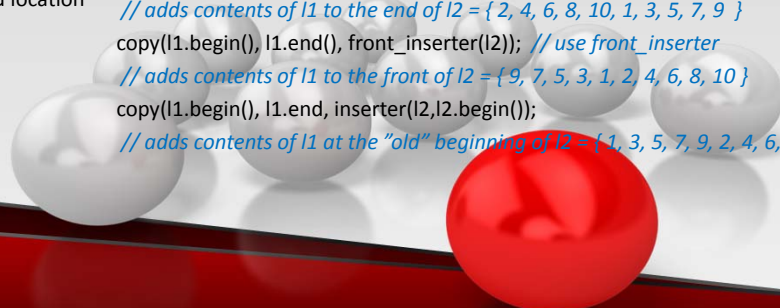 d location
// adds contents of l1 to the end of l2 = { 2, 4, 6, 8, 10, 1, 3, 5, 7, 9 }
copy(l1.begin(), l1.end(), front_inserter(l2)); // use front_inserter
// adds contents of l1 to the front of l2 = { 9, 7, 5, 3, 1, 2, 4, 6, 8, 10 }
copy(l1.begin(), l1.end, inserter(l2,l2.begin());
// adds contents of l1 at the ”old” beginning of l2 = { 1, 3, 5, 7, 9, 2, 4, 6,